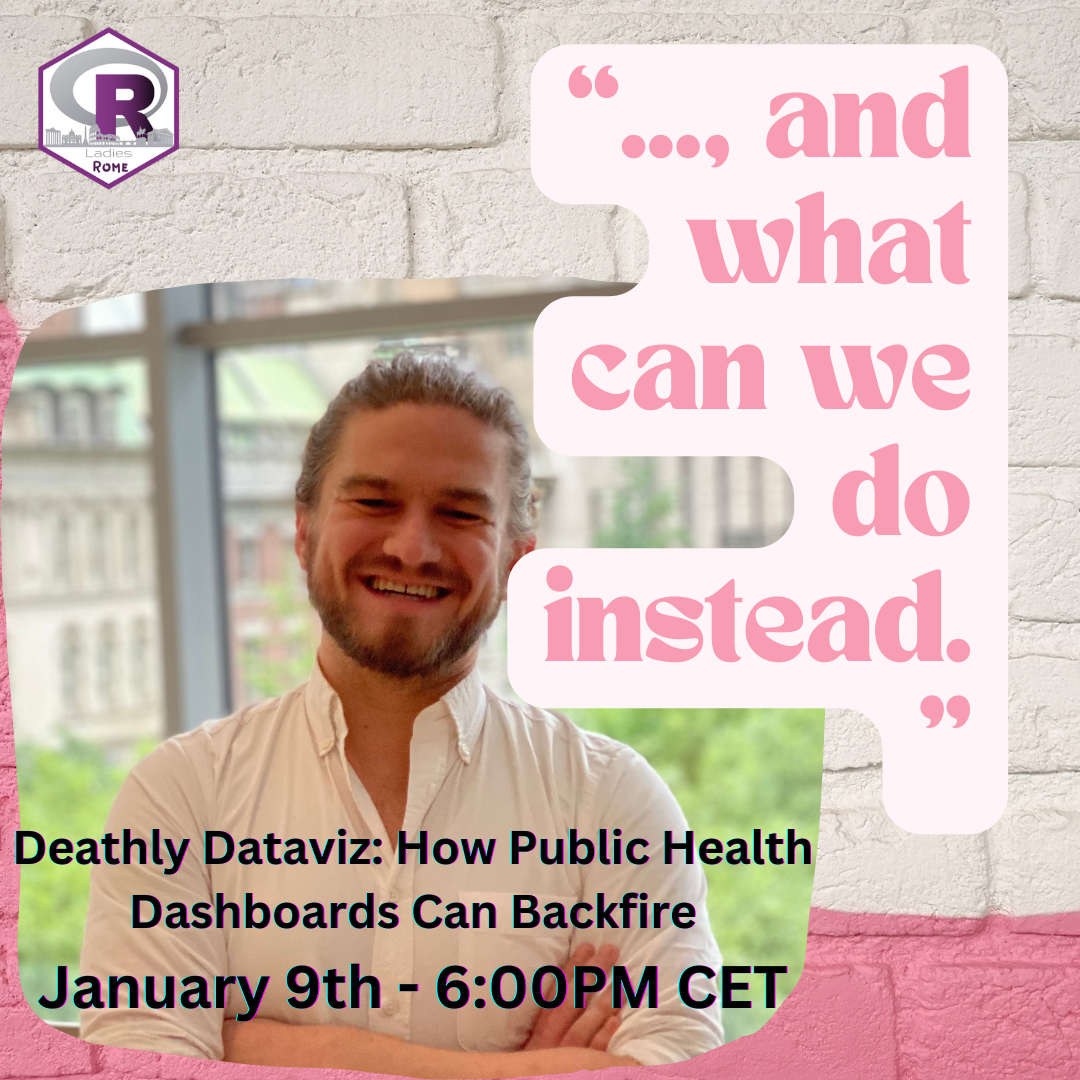 R
Ladies
ROME
“
..., and
what
can we
do
instead.
”
Deathly Dataviz: How Public Health
Dashboards Can Backfire
January 9th - 6:00PM CET